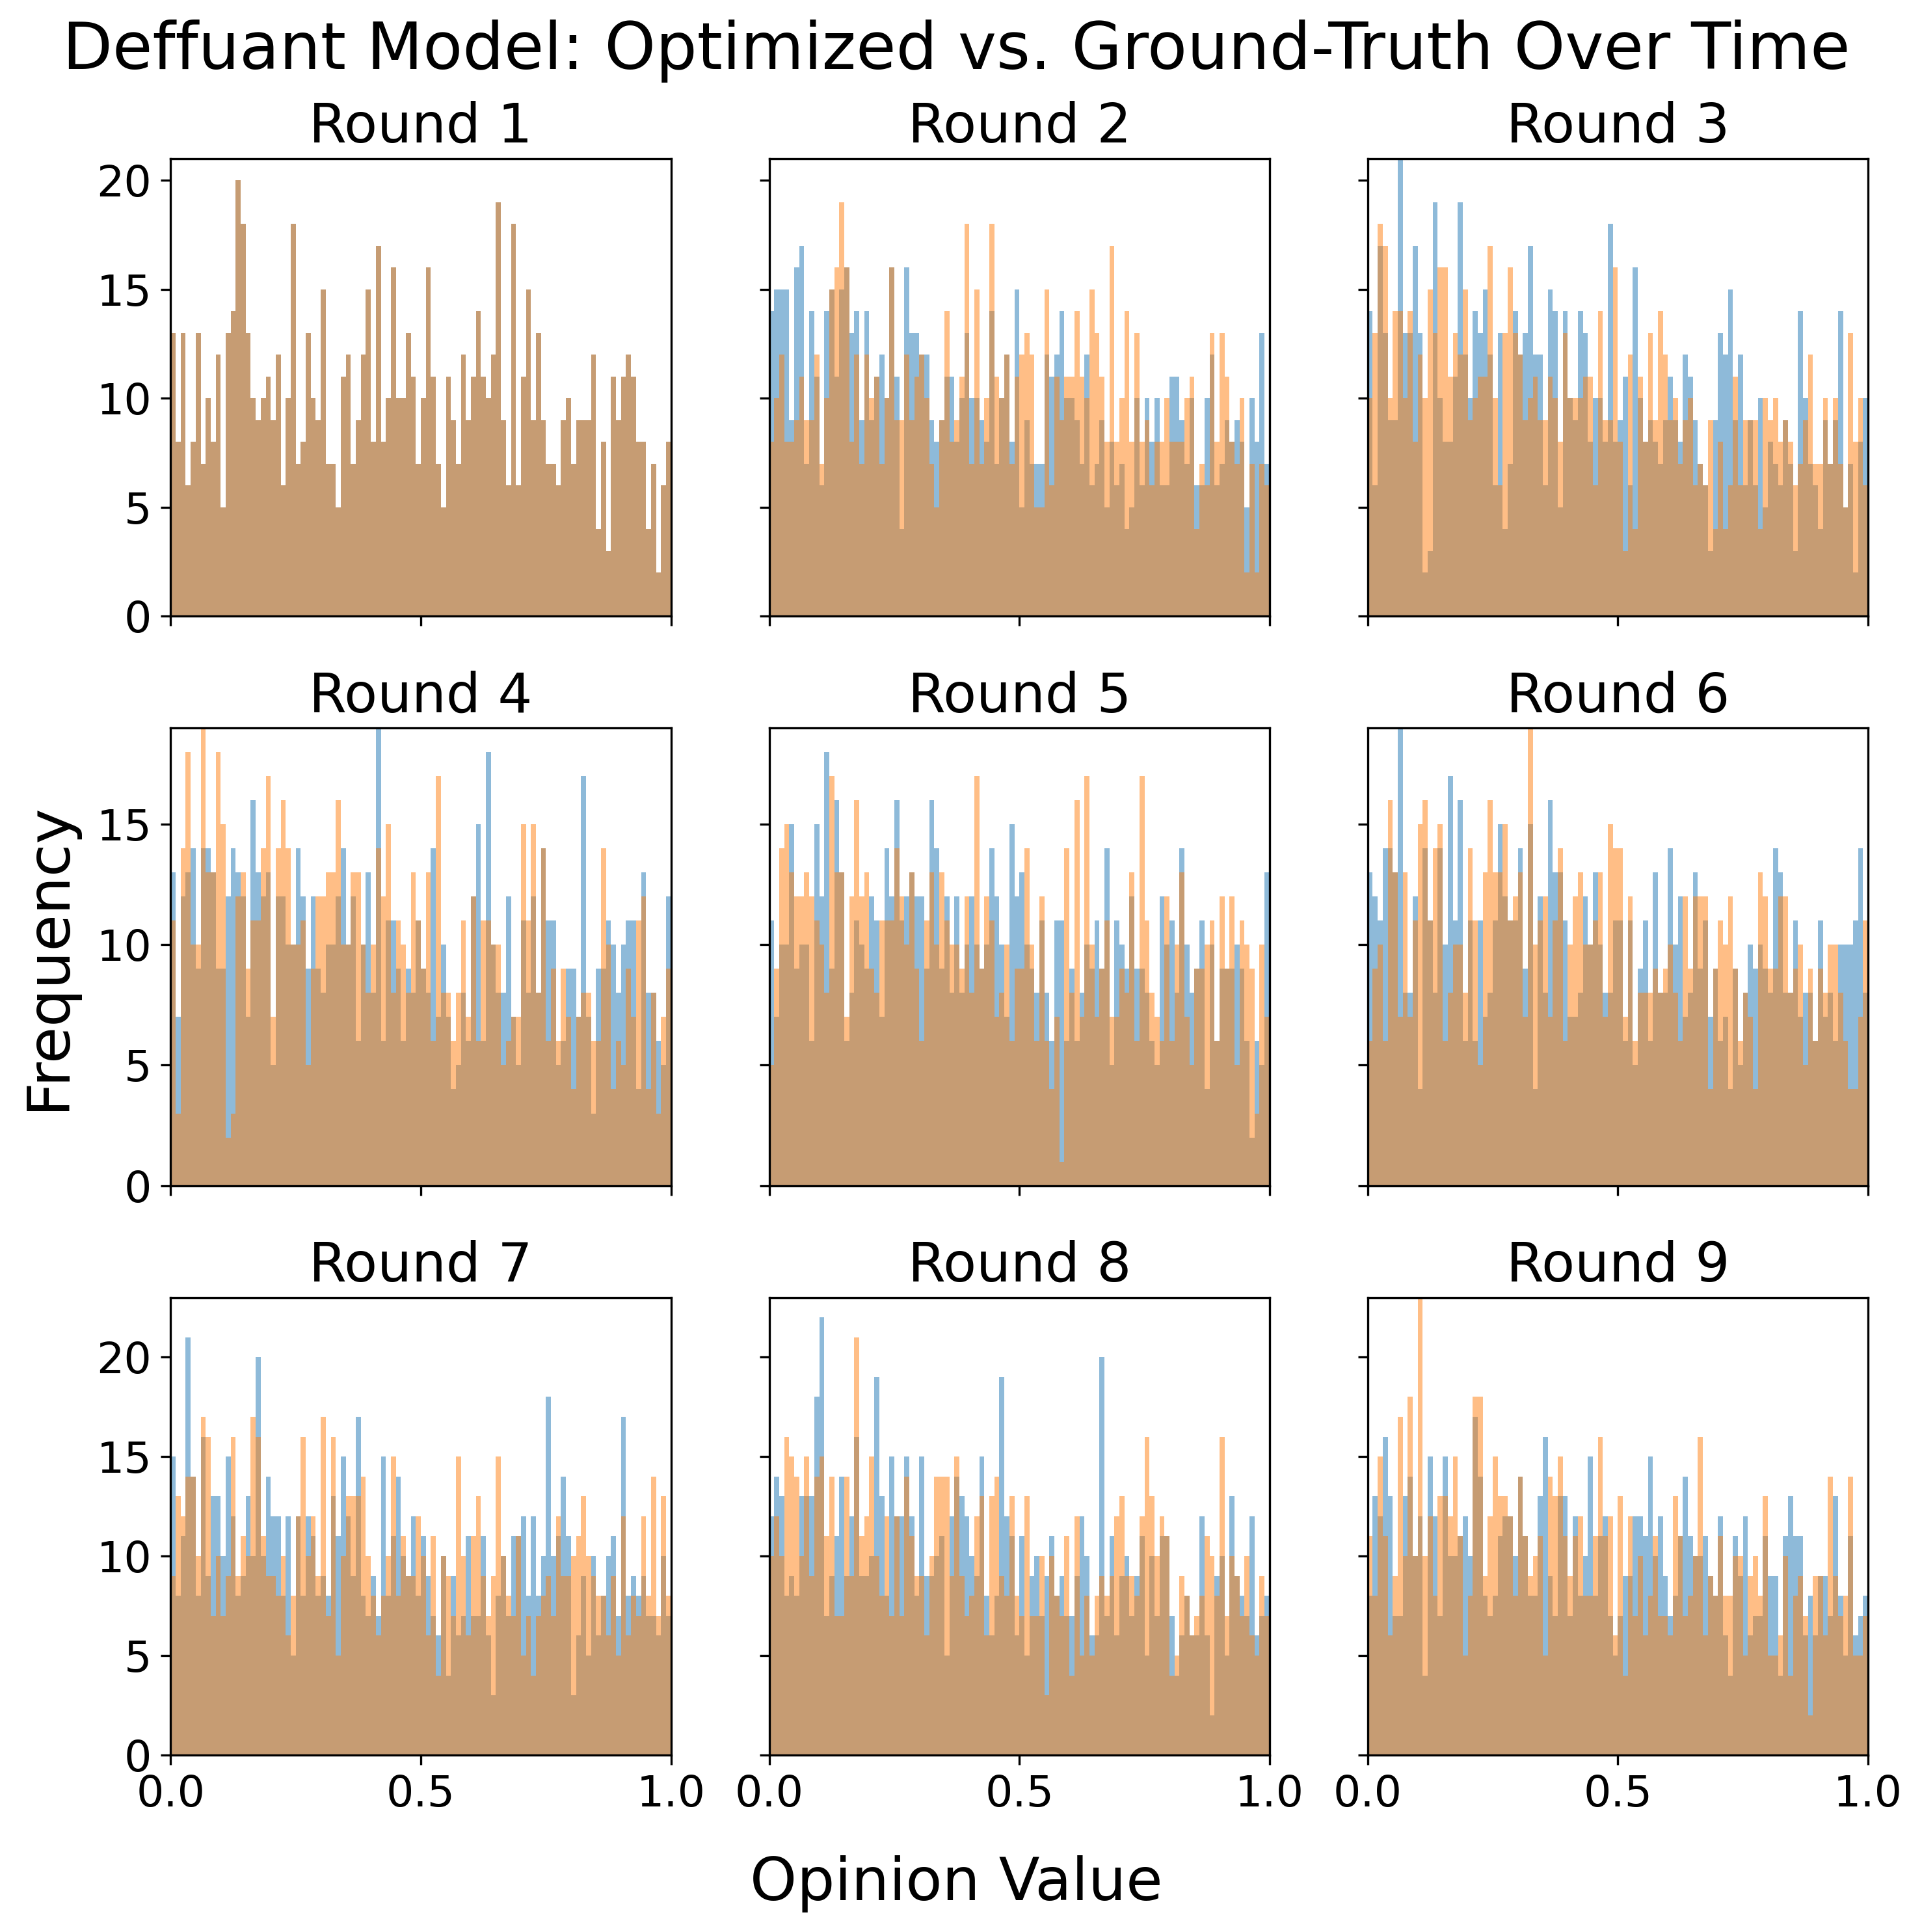 Deffuant Model: Optimized vs. Ground-Truth Over Time
Round 1
Round 2
Round 3
20
15
10
5
0
Round 4
Round 5
Round 6
Frequency
15
10
5
0
Round 7
Round 8
Round 9
20
15
10
5
0
0.0
0.5
1.0
0.0
0.5
1.0
0.0
0.5
1.0
Opinion Value